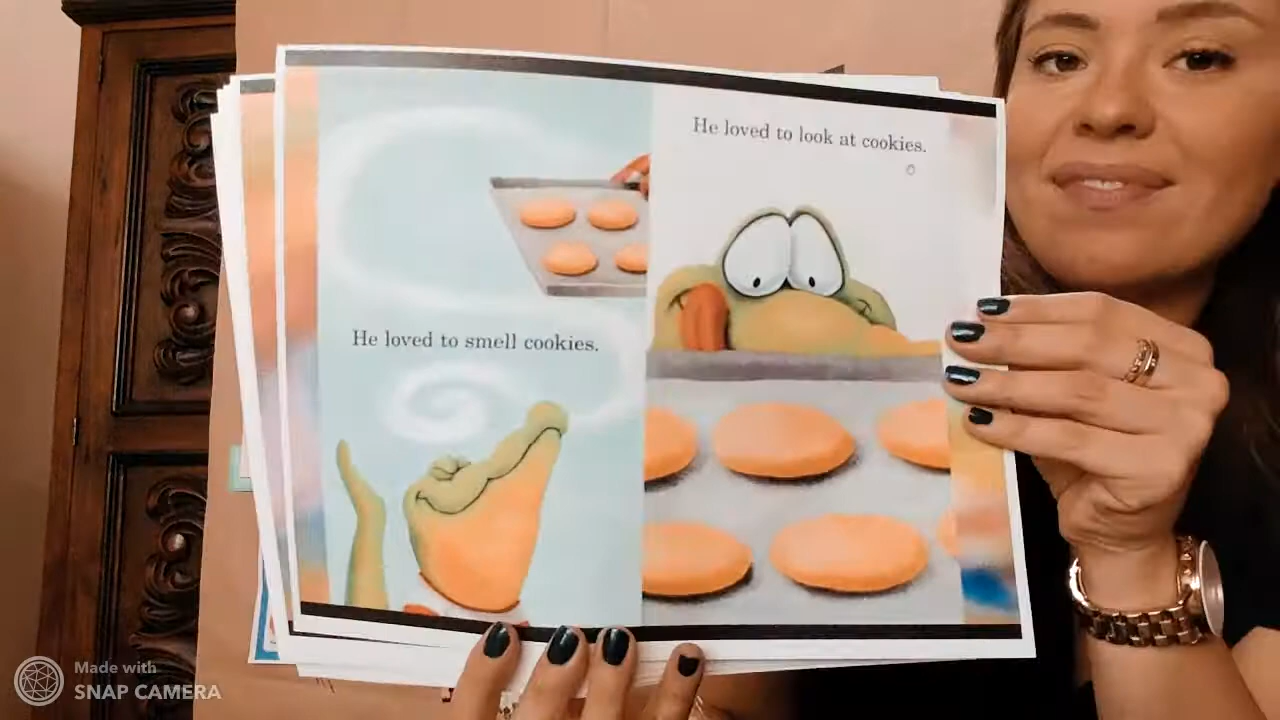 He loved to smell cookies.
He loved to look at cookies.
Made with
SNAP CAMERA